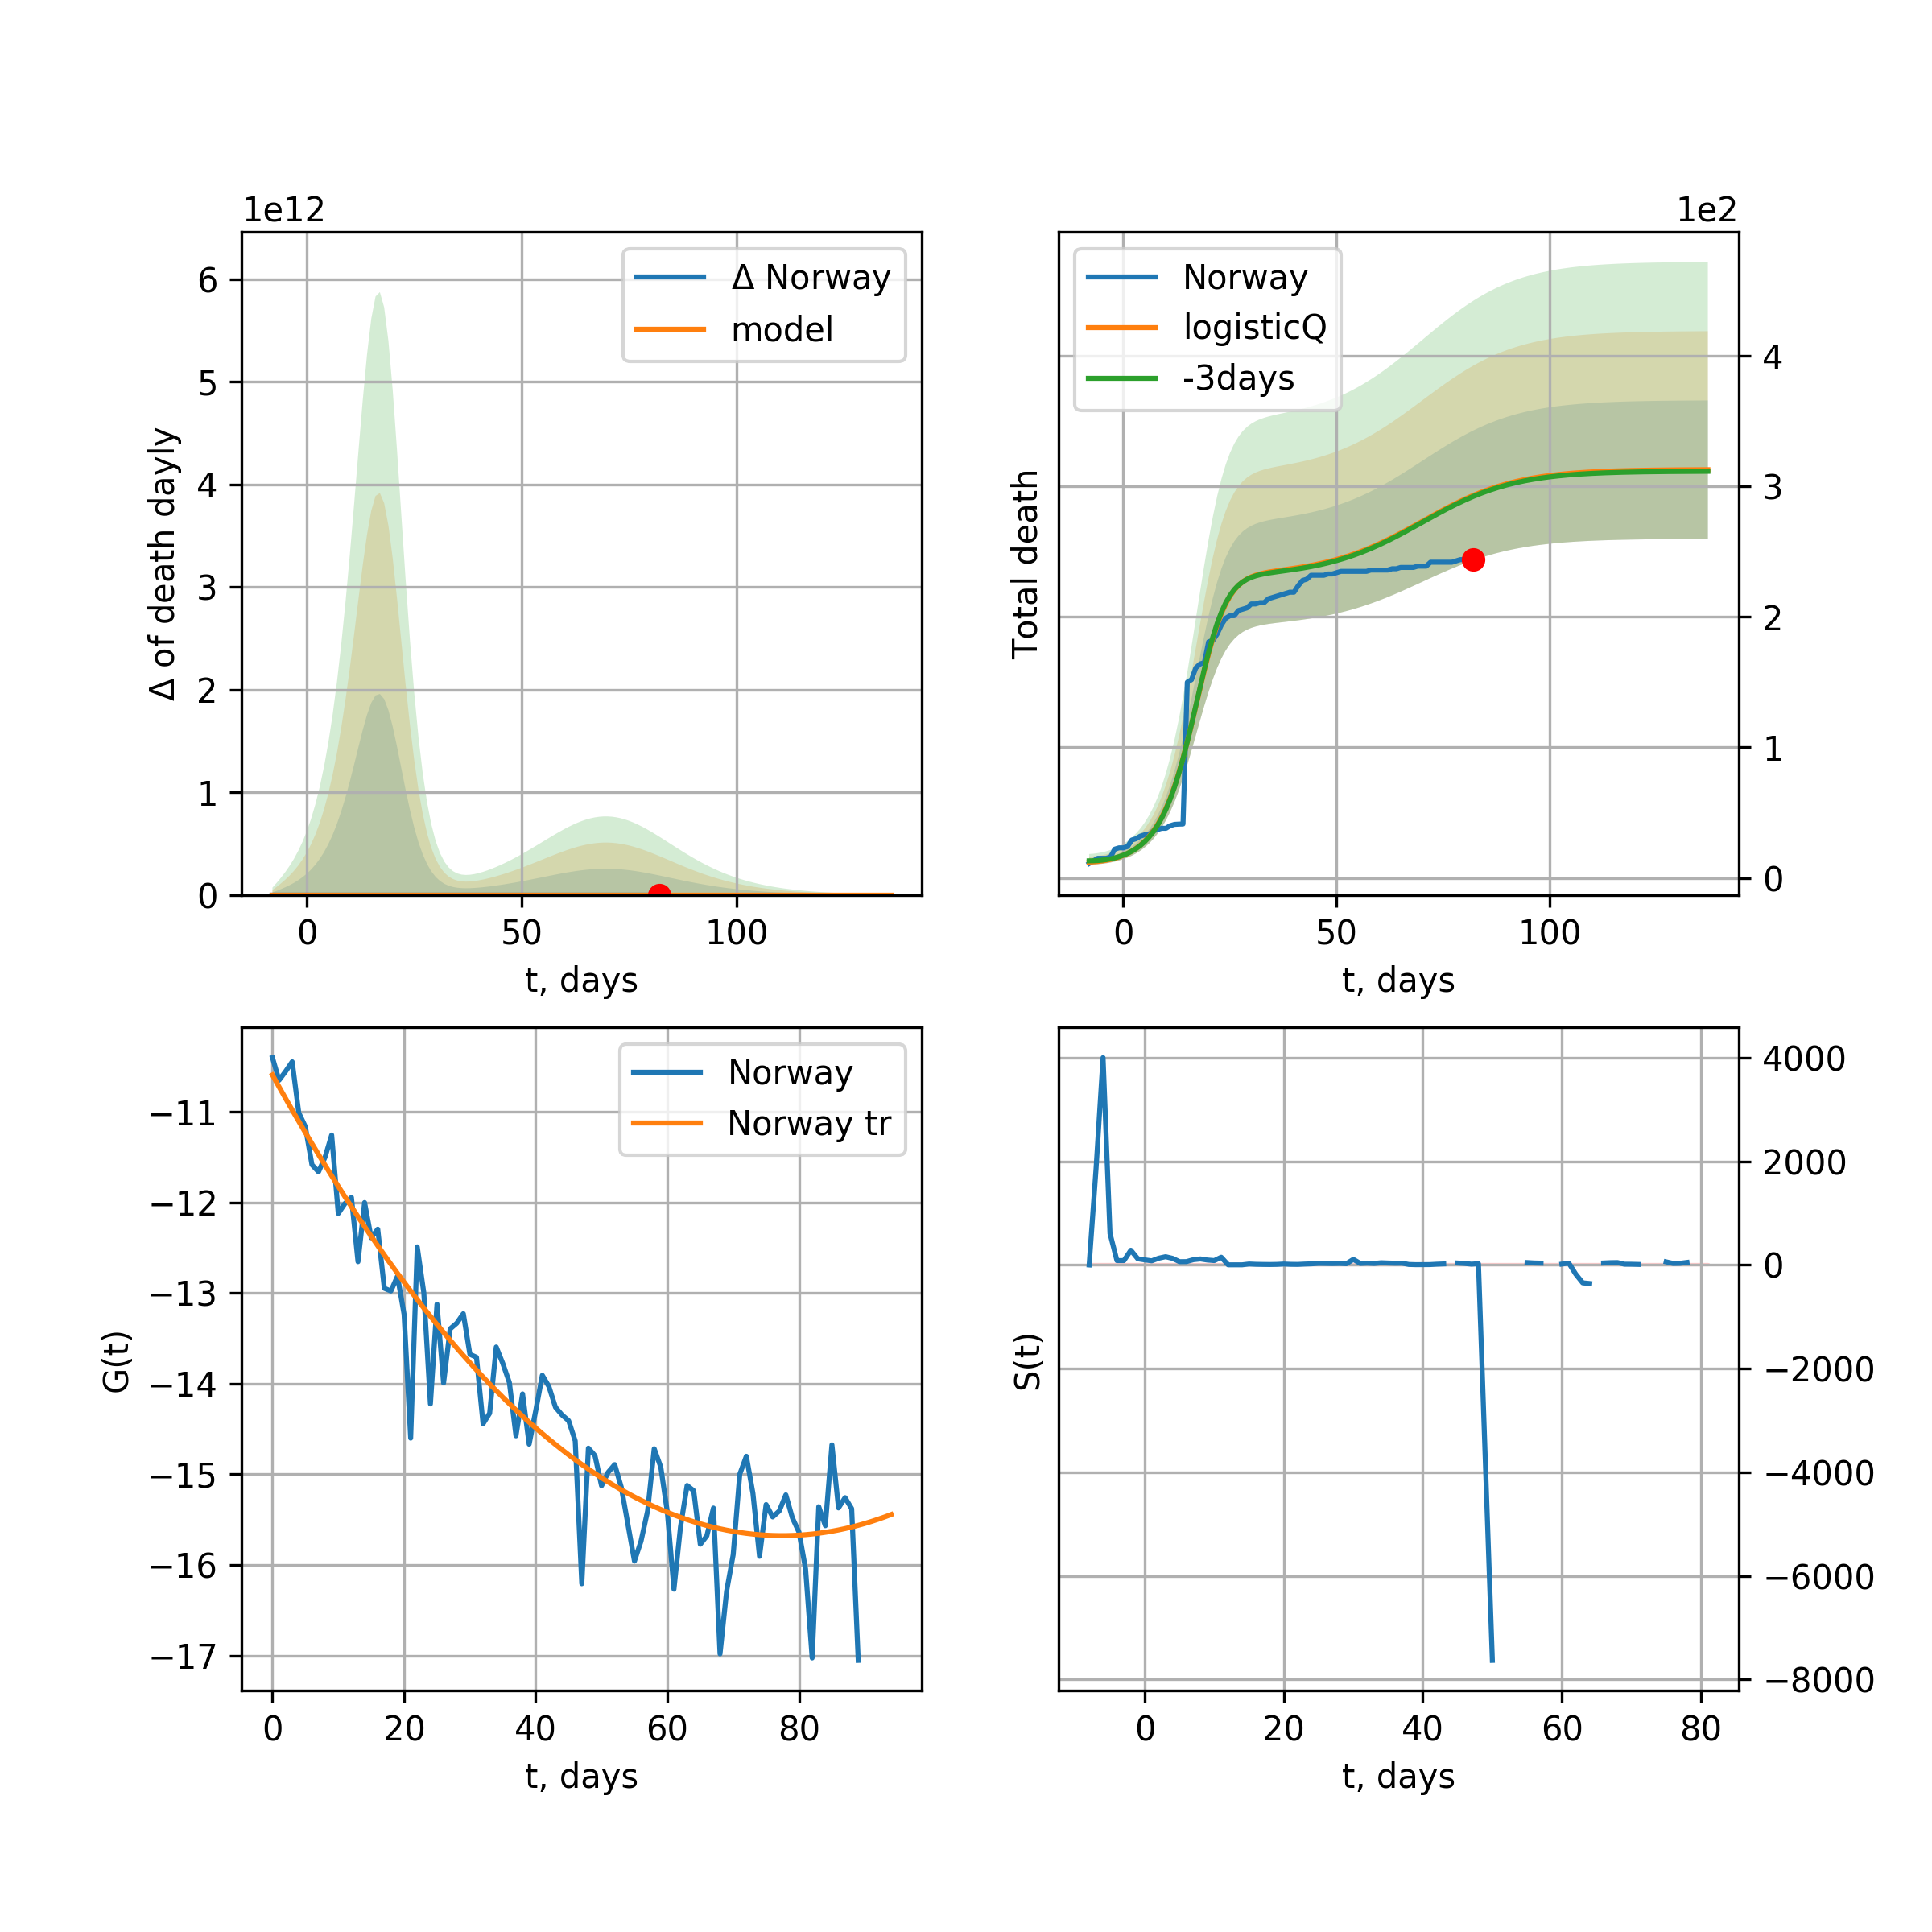 1e12
Δ of death dayly
6
5
4
3
2
1
0
0 50 100
t, days
Δ Norway
model
1e2
Total death
4
3
2
1
0
0 50 100
t, days
Norway
logisticQ
-3days
G(t)
−11
−12
−13
−14
−15
−16
−17
0 20 40 60 80
t, days
Norway
Norway tr
S(t)
4000
2000
0
−2000
−4000
−6000
−8000
0 20 40 60 80
t, days